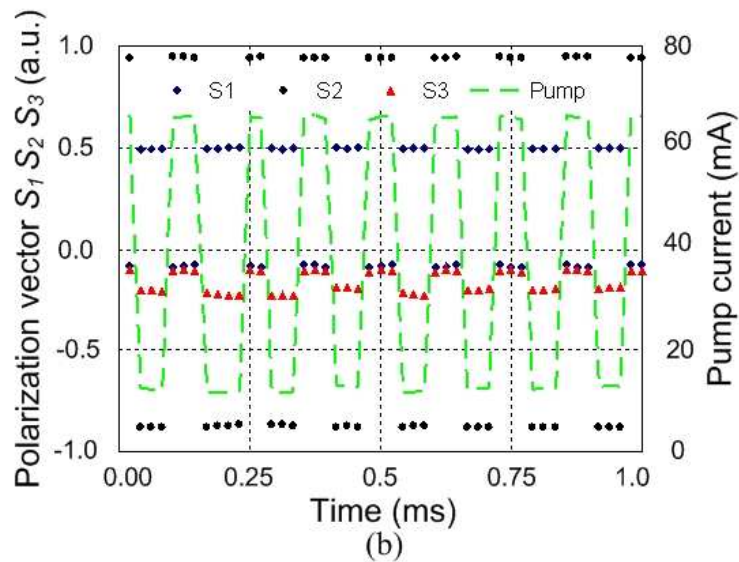 Polarization vector S1 S2 S3 (a.u.)
1.0
0.5
0.0
-0.5
-1.0
S1 S2 S3 Pump
80
60
40
20
0
Pump current (mA)
0.00 0.25 0.5 0.75 1.0
Time (ms)
(b)